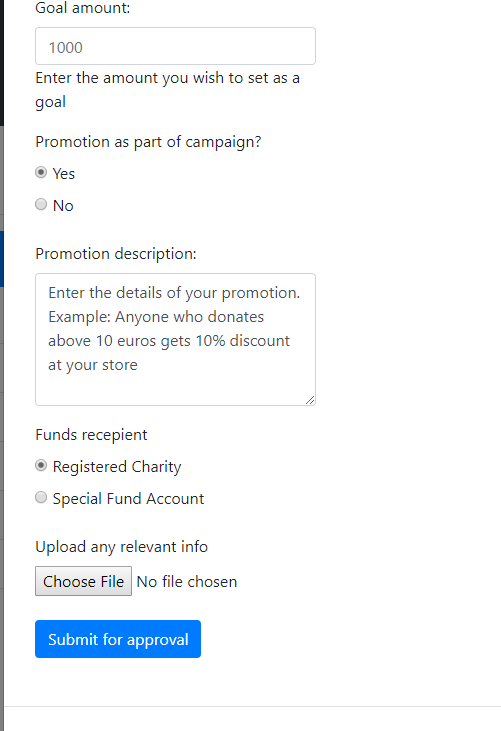 Goal amount:
1000
Enter the amount you wish to set as a
goal
Promotion as part of campaign?
Yes
No
Promotion description:
Enter the details of your promotion.
Example: Anyone who donates
above 10 euros gets 10% discount
at your store
Funds recepient
Registered Charity
Special Fund Account
Upload any relevant info
Choose File No file chosen
Submit for approval